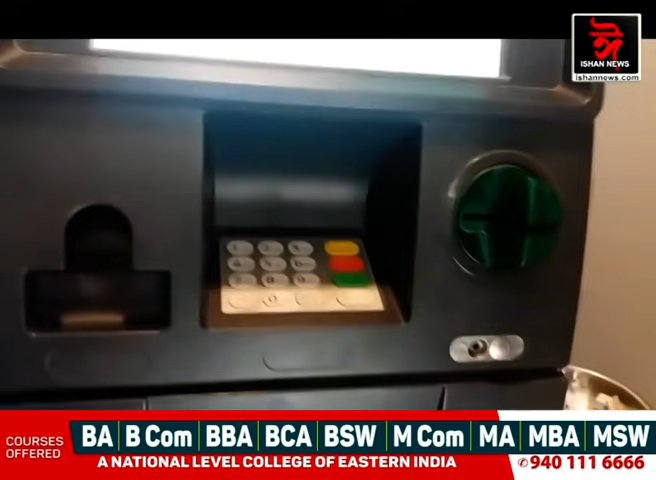 ISHAN NEWS
ishannews.com
COURSES
OFFERED
BA B Com BBA BCA BSW M Com MA MBA MSW
A NATIONAL LEVEL COLLEGE OF EASTERN INDIA
940 111 6666